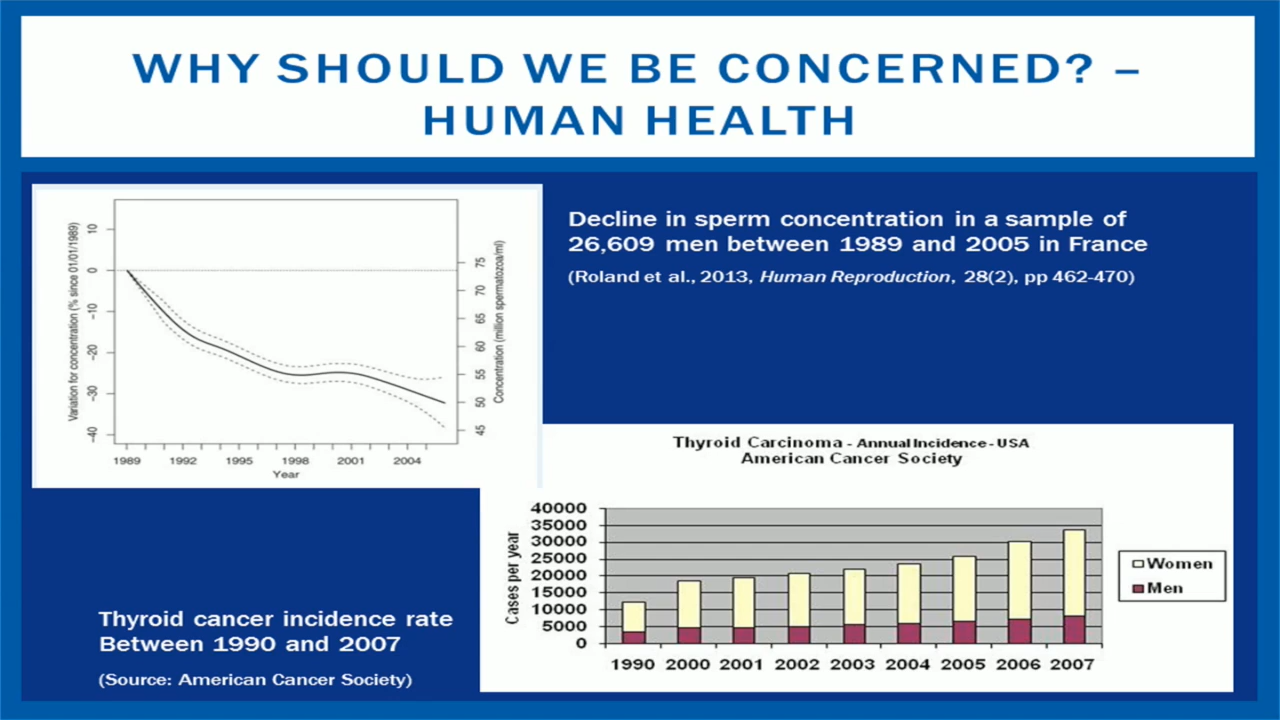 WHY SHOULD WE BE CONCERNED? –
HUMAN HEALTH
Variation for concentration (% since 01/01/1989)
10
0
-10
-20
-30
-40
75
70
65
60
55
50
45
Concentration (million spermatozoa/ml)
1989 1992 1995 1998 2001 2004
Year
Decline in sperm concentration in a sample of
26,609 men between 1989 and 2005 in France
(Roland et al., 2013, Human Reproduction, 28(2), pp 462-470)
Thyroid Carcinoma - Annual Incidence - USA
American Cancer Society
Cases per year
40000
35000
30000
25000
20000
15000
10000
5000
0
1990 2000 2001 2002 2003 2004 2005 2006 2007
Women
Men
Thyroid cancer incidence rate
Between 1990 and 2007
(Source: American Cancer Society)